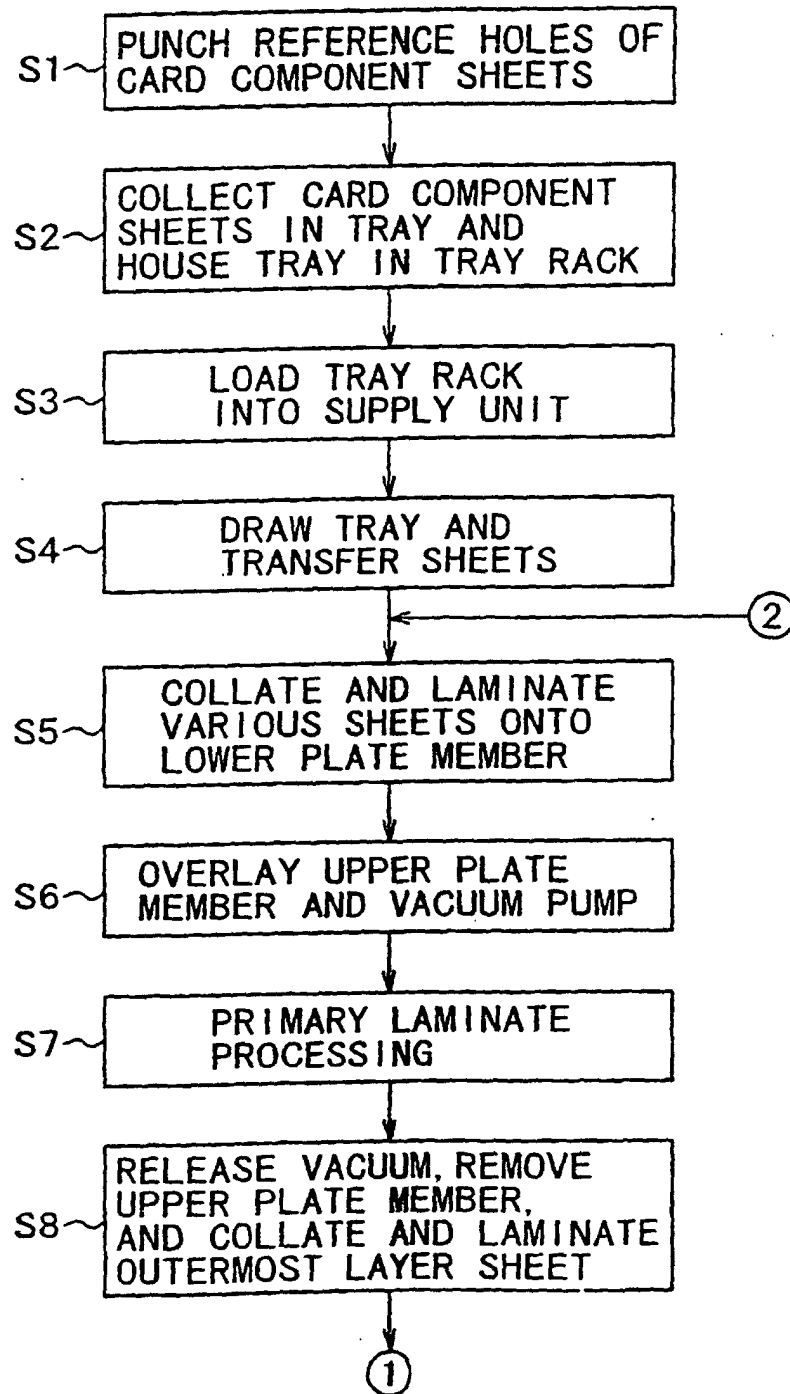 S1
PUNCH REFERENCE HOLES OF
CARD COMPONENT SHEETS
S2
COLLECT CARD COMPONENT
SHEETS IN TRAY AND
HOUSE TRAY IN TRAY RACK
S3
LOAD TRAY RACK
INTO SUPPLY UNIT
S4
DRAW TRAY AND
TRANSFER SHEETS
2
S5
COLLATE AND LAMINATE
VARIOUS SHEETS ONTO
LOWER PLATE MEMBER
S6
OVERLAY UPPER PLATE
MEMBER AND VACUUM PUMP
S7
PRIMARY LAMINATE
PROCESSING
S8
RELEASE VACUUM, REMOVE
UPPER PLATE MEMBER,
AND COLLATE AND LAMINATE
OUTERMOST LAYER SHEET
1